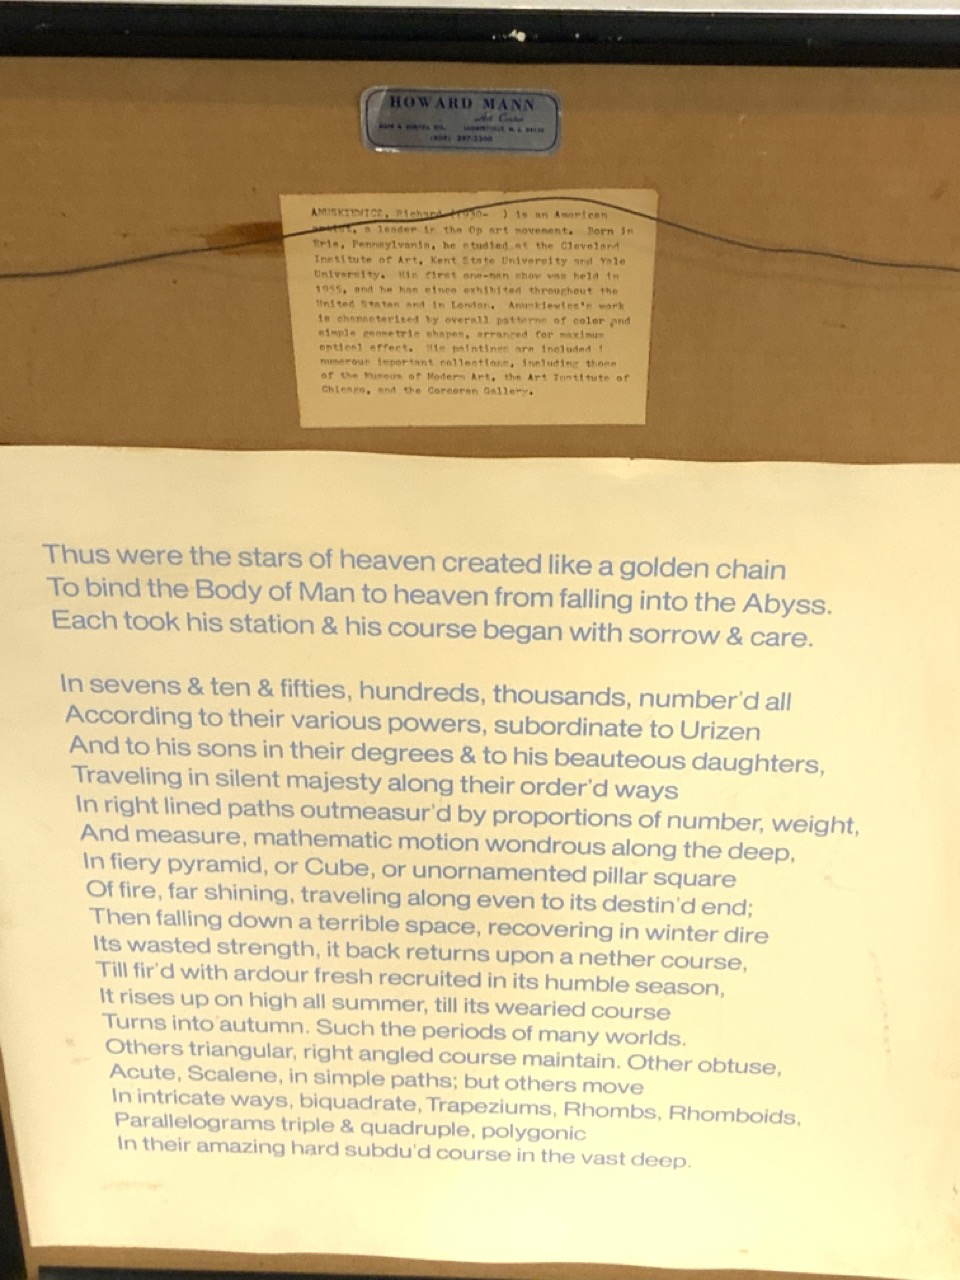 HOWARD MANN
Art Center
ANUSKIEWICZ, Richard (1930- ) is an American
artist, a leader in the Op art movement. Born in
Erie, Pennsylvania, he studied at the Cleveland
Institute of Art, Kent State University and Yale
University. His first one-man show was held in
1955, and he has since exhibited throughout the
United States and in London. Anuskiewicz's work
is characterized by overall patterns of color and
simple geometric shapes, arranged for maximum
optical effect. His paintings are included i
numerous important collections, including those
of the Museum of Modern Art, the Art Institute of
Chicago, and the Corcoran Gallery.
Thus were the stars of heaven created like a golden chain
To bind the Body of Man to heaven from falling into the Abyss.
Each took his station & his course began with sorrow & care.
In sevens & ten & fifties, hundreds, thousands, number'd all
According to their various powers, subordinate to Urizen
And to his sons in their degrees & to his beauteous daughters,
Traveling in silent majesty along their order'd ways
In right lined paths outmeasur'd by proportions of number, weight,
And measure, mathematic motion wondrous along the deep,
In fiery pyramid, or Cube, or unornamented pillar square
Of fire, far shining, traveling along even to its destin'd end;
Then falling down a terrible space, recovering in winter dire
Its wasted strength, it back returns upon a nether course,
Till fir'd with ardour fresh recruited in its humble season,
It rises up on high all summer, till its wearied course
Turns into autumn. Such the periods of many worlds.
Others triangular, right angled course maintain. Other obtuse,
Acute, Scalene, in simple paths; but others move
In intricate ways, biquadrate, Trapeziums, Rhombs, Rhomboids,
Parallelograms triple & quadruple, polygonic
In their amazing hard subdu'd course in the vast deep.